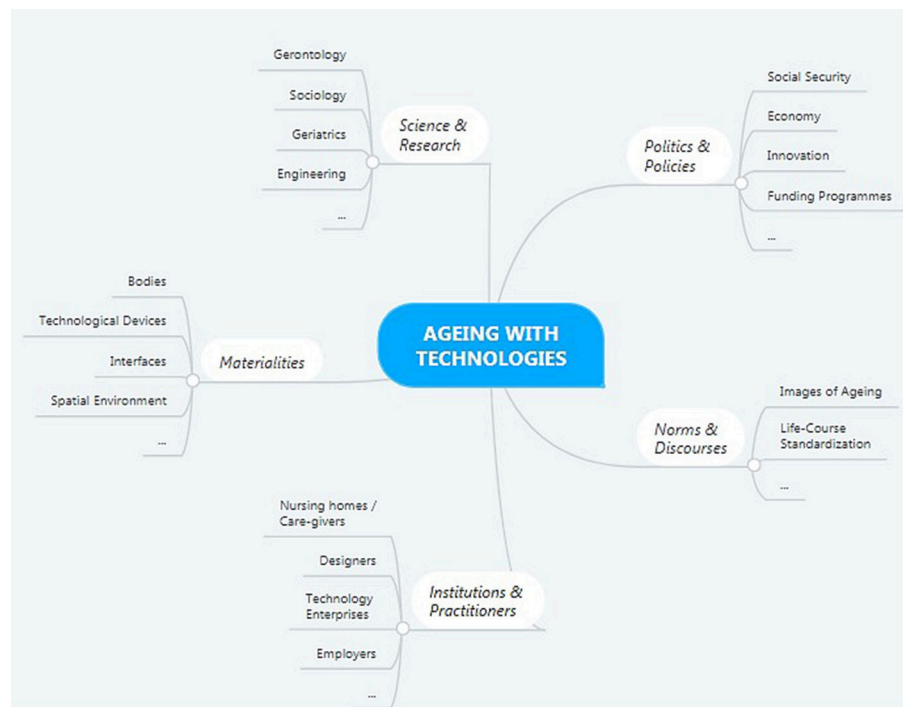 AGEING WITH
TECHNOLOGIES
Science &
Research
Gerontology
Sociology
Geriatrics
Engineering
...
Politics &
Policies
Social Security
Economy
Innovation
Funding Programmes
...
Materialities
Bodies
Technological Devices
Interfaces
Spatial Environment
...
Norms &
Discourses
Images of Ageing
Life-Course
Standardization
...
Institutions &
Practitioners
Nursing homes /
Care-givers
Designers
Technology
Enterprises
Employers
...